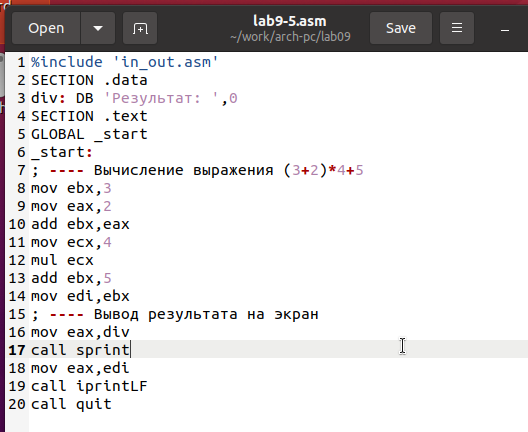 Open
lab9-5.asm
~/work/arch-pc/lab09
Save
1 %include 'in_out.asm'
2 SECTION .data
3 div: DB 'Результат: ',0
4 SECTION .text
5 GLOBAL _start
6 _start:
7 ; ---- Вычисление выражения (3+2)*4+5
8 mov ebx,3
9 mov eax,2
10 add ebx,eax
11 mov ecx,4
12 mul ecx
13 add ebx,5
14 mov edi,ebx
15 ; ---- Вывод результата на экран
16 mov eax,div
17 call sprint
18 mov eax,edi
19 call iprintLF
20 call quit